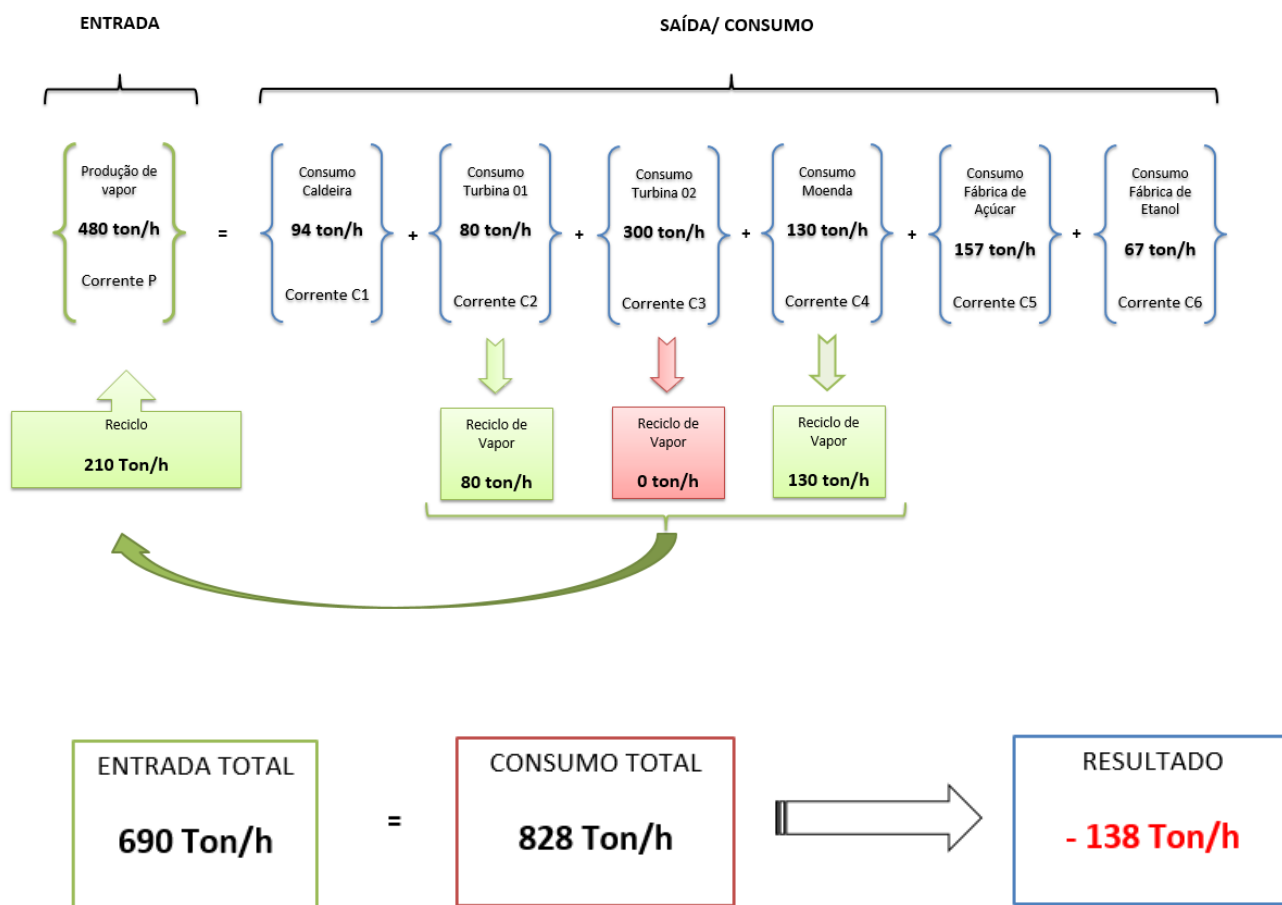 ENTRADA
SAÍDA/ CONSUMO
Produção de
vapor
480 ton/h
Corrente P
=
Consumo
Caldeira
94 ton/h
Corrente C1
+
Consumo
Turbina 01
80 ton/h
Corrente C2
+
Consumo
Turbina 02
300 ton/h
Corrente C3
+
Consumo
Moenda
130 ton/h
Corrente C4
+
Consumo
Fábrica de
Açúcar
157 ton/h
Corrente C5
+
Consumo
Fábrica de
Etanol
67 ton/h
Corrente C6
Reciclo
210 Ton/h
Reciclo de
Vapor
80 ton/h
Reciclo de
Vapor
0 ton/h
Reciclo de
Vapor
130 ton/h
ENTRADA TOTAL
690 Ton/h
=
CONSUMO TOTAL
828 Ton/h
RESULTADO
- 138 Ton/h